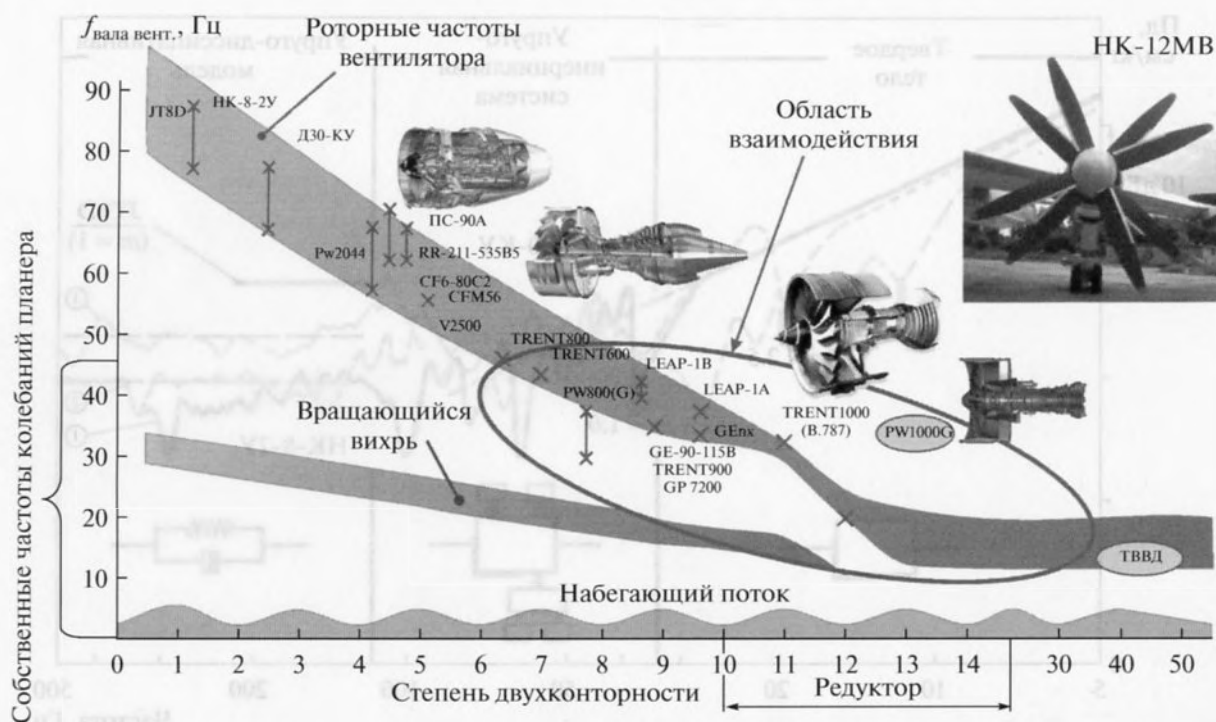 f вала вент., Гц
Роторные частоты
вентилятора
НК-12МВ
Область
взаимодействия
90
80
70
60
50
40
30
20
10
JT8D
НК-8-2У
Д30-КУ
ПС-90А
Pw2044
RR-211-535B5
CF6-80C2
CFM56
V2500
TRENT800
TRENT600
LEAP-1B
PW800(G)
LEAP-1A
GEnx
TRENT1000
(B.787)
PW1000G
GE-90-115B
TRENT900
GP 7200
Вращающийся
вихрь
ТВВД
Набегающий поток
Собственные частоты колебаний планера
0 1 2 3 4 5 6 7 8 9 10 11 12 13 14 30 40 50
Степень двухконторности
Редуктор